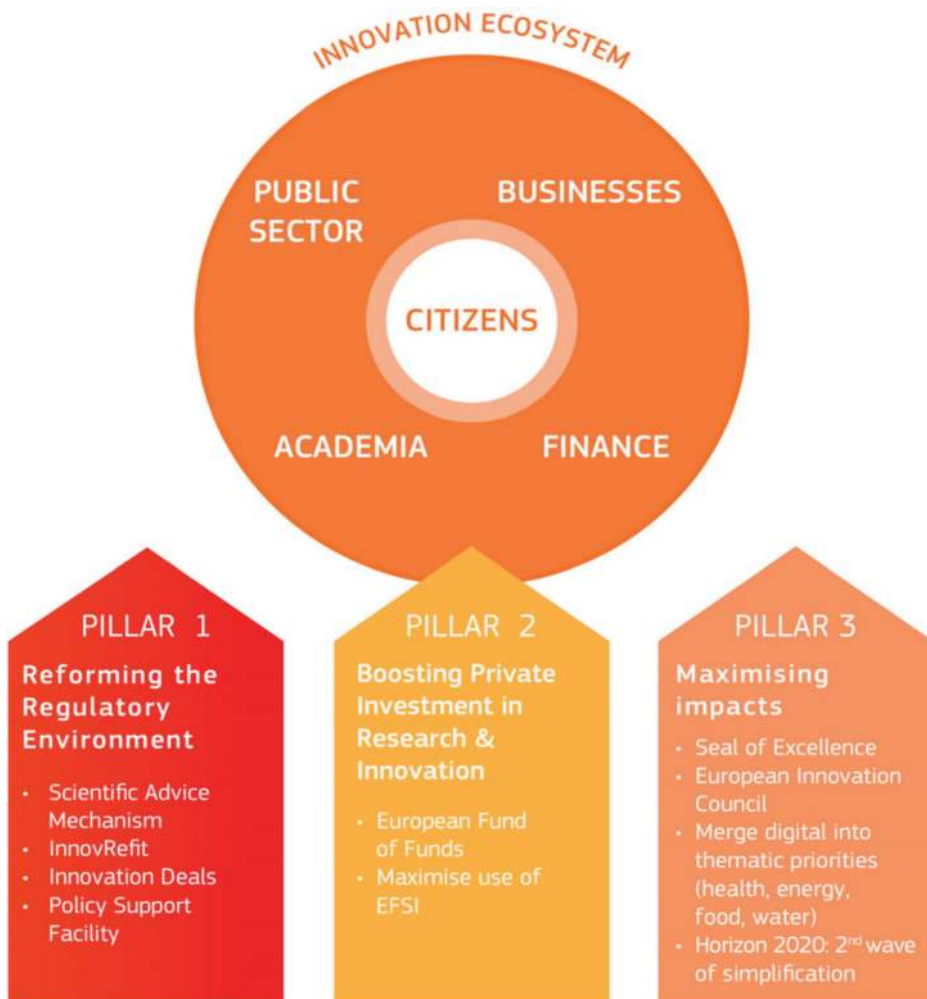 INNOVATION ECOSYSTEM
PUBLIC
SECTOR
BUSINESSES
CITIZENS
ACADEMIA
FINANCE
PILLAR 1
Reforming the
Regulatory
Environment
• Scientific Advice
Mechanism
• InnovRefit
• Innovation Deals
• Policy Support
Facility
PILLAR 2
Boosting Private
Investment in
Research &
Innovation
• European Fund
of Funds
• Maximise use of
EFSI
PILLAR 3
Maximising
impacts
• Seal of Excellence
• European Innovation
Council
• Merge digital into
thematic priorities
(health, energy,
food, water)
• Horizon 2020: 2nd wave
of simplification